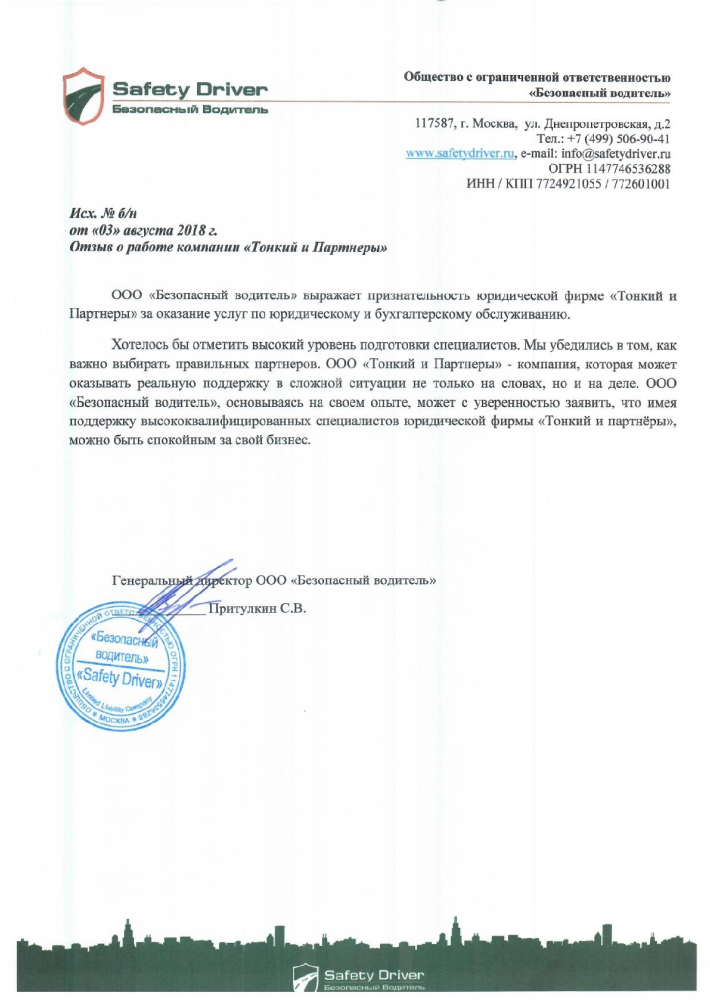 Safety Driver
Безопасный Водитель
Общество с ограниченной ответственностью
«Безопасный водитель»
117587, г. Москва, ул. Днепропетровская, д.2
Тел.: +7 (499) 506-90-41
www.safetydriver.ru, e-mail: info@safetydriver.ru
ОГРН 1147746536288
ИНН / КПП 7724921055 / 772601001
Исх. № б/н
от «03» августа 2018 г.
Отзыв о работе компании «Тонкий и Партнеры»
ООО «Безопасный водитель» выражает признательность юридической фирме «Тонкий и
Партнеры» за оказание услуг по юридическому и бухгалтерскому обслуживанию.
Хотелось бы отметить высокий уровень подготовки специалистов. Мы убедились в том, как
важно выбирать правильных партнеров. ООО «Тонкий и Партнеры» - компания, которая может
оказывать реальную поддержку в сложной ситуации не только на словах, но и на деле. ООО
«Безопасный водитель», основываясь на своем опыте, может с уверенностью заявить, что имея
поддержку высококвалифицированных специалистов юридической фирмы «Тонкий и партнёры»,
можно быть спокойным за свой бизнес.
Генеральный директор ООО «Безопасный водитель»
Притулкин С.В.
ОБЩЕСТВО С ОГРАНИЧЕННОЙ ОТВЕТСТВЕННОСТЬЮ ОГРН 1147746536288
«Безопасный
водитель»
«Safety Driver»
Limited Liability Company
* МОСКВА *
Safety Driver
Безопасный Водитель